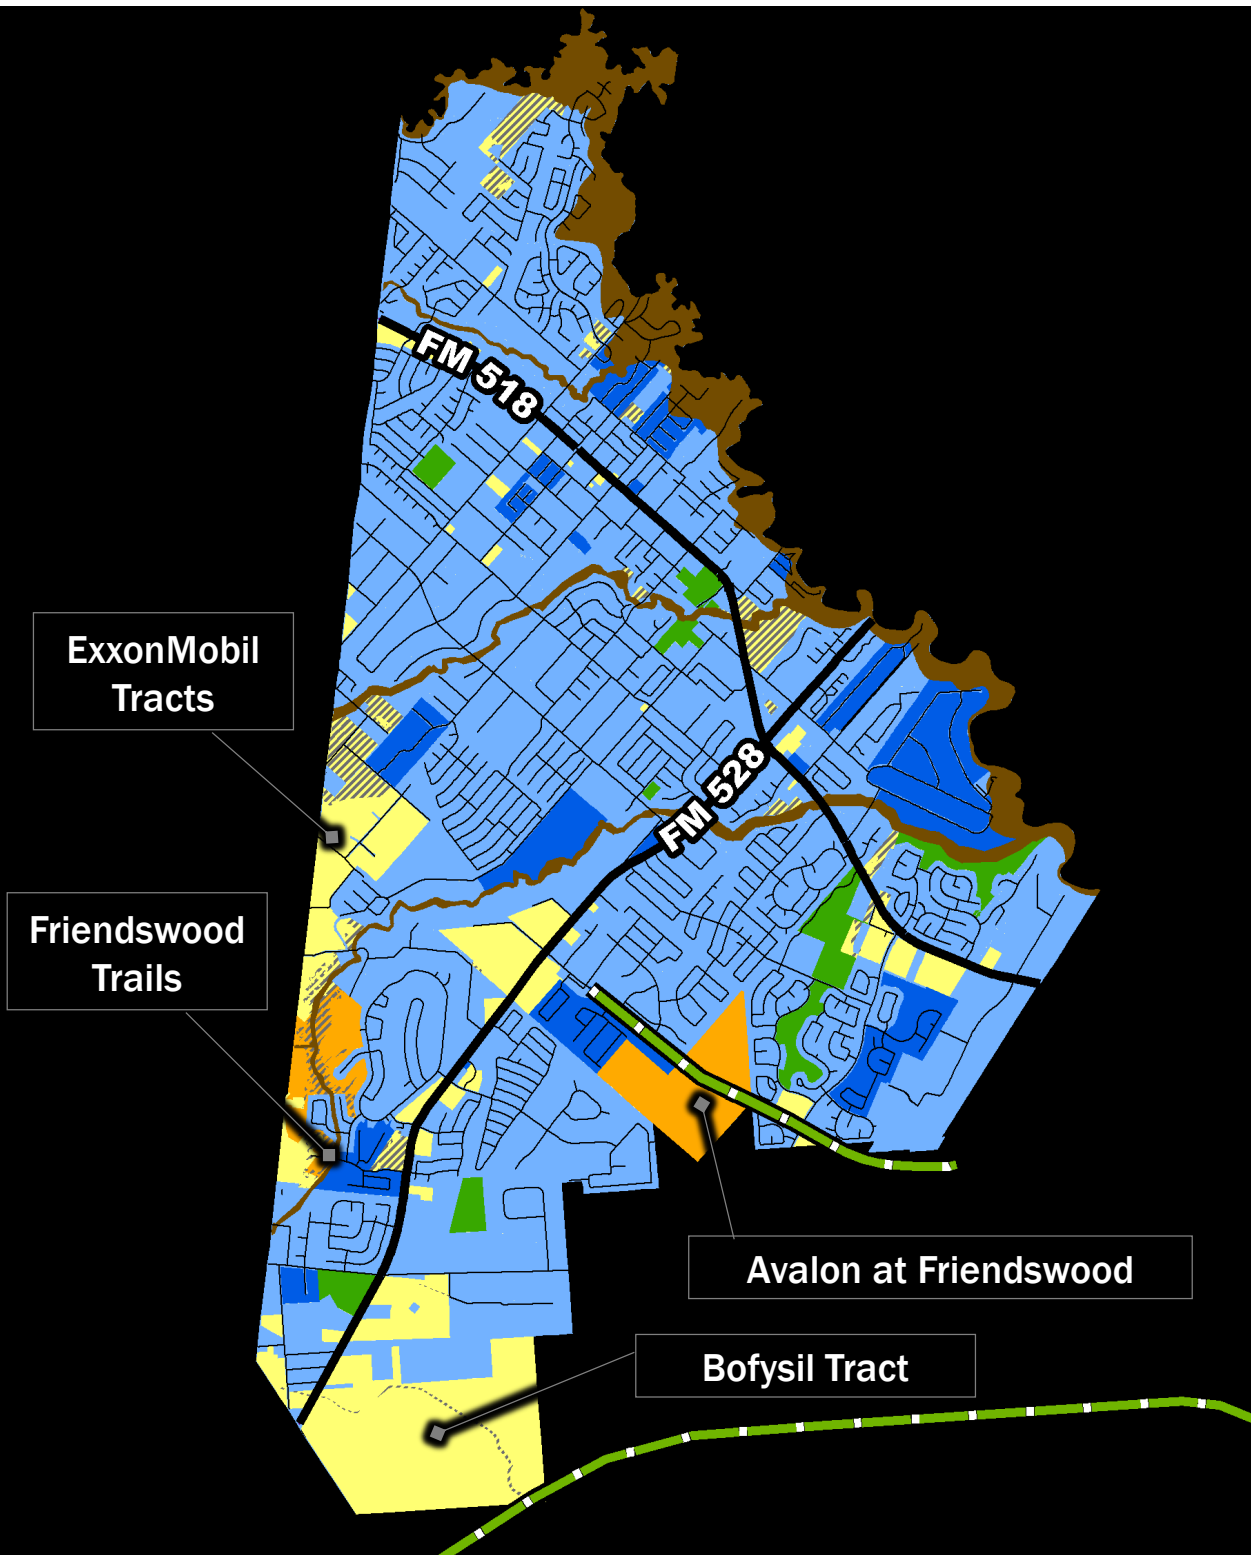 FM 518
ExxonMobil
Tracts
FM 528
Friendswood
Trails
Avalon at Friendswood
Bofysil Tract